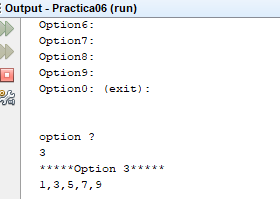 Output - Practica06 (run)
Option6:
Option7:
Option8:
Option9:
Option0: (exit):
option ?
3
*****Option 3*****
1,3,5,7,9